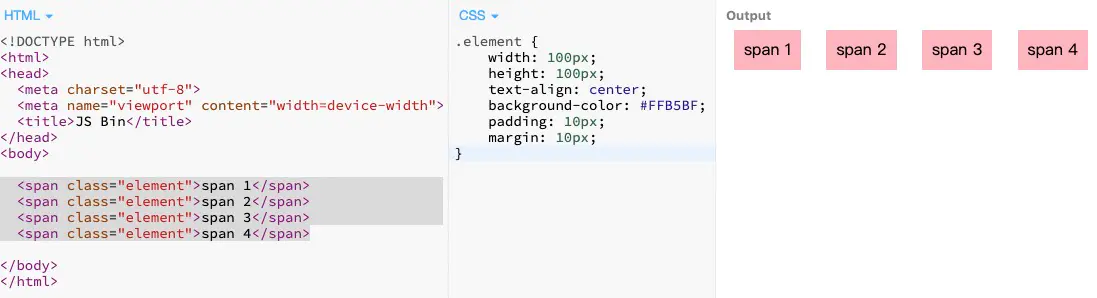 HTML
<!DOCTYPE html>
<html>
<head>
  <meta charset="utf-8">
  <meta name="viewport" content="width=device-width">
  <title>JS Bin</title>
</head>
<body>
  <span class="element">span 1</span>
  <span class="element">span 2</span>
  <span class="element">span 3</span>
  <span class="element">span 4</span>
</body>
</html>
CSS
.element {
    width: 100px;
    height: 100px;
    text-align: center;
    background-color: #FFB5BF;
    padding: 10px;
    margin: 10px;
}
Output
span 1 span 2 span 3 span 4